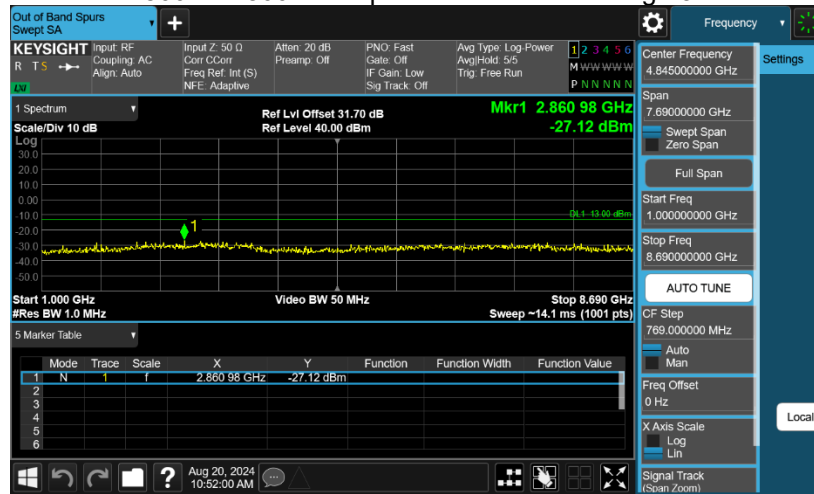 Out of Band Spurs
Swept SA
Frequency
KEYSIGHT
R T S
LXI
Input: RF
Coupling: AC
Align: Auto
Input Z: 50 Ω
Corr CCorr
Freq Ref: Int (S)
NFE: Adaptive
Atten: 20 dB
Preamp: Off
PNO: Fast
Gate: Off
IF Gain: Low
Sig Track: Off
Avg Type: Log-Power
Avg|Hold: 5/5
Trig: Free Run
1 2 3 4 5 6
M W W W W W
P N N N N N
1 Spectrum
Scale/Div 10 dB
Ref Lvl Offset 31.70 dB
Ref Level 40.00 dBm
Mkr1 2.860 98 GHz
-27.12 dBm
Log
30.0
20.0
10.0
0.00
-10.0
-20.0
-30.0
-40.0
-50.0
DL1 -13.00 dBm
1
Start 1.000 GHz
#Res BW 1.0 MHz
Video BW 50 MHz
Stop 8.690 GHz
Sweep ~14.1 ms (1001 pts)
5 Marker Table
Mode Trace Scale X Y Function Function Width Function Value
1 N 1 f 2.860 98 GHz -27.12 dBm
2
3
4
5
6
Aug 20, 2024
10:52:00 AM
Center Frequency
4.845000000 GHz
Span
7.69000000 GHz
Swept Span
Zero Span
Full Span
Start Freq
1.000000000 GHz
Stop Freq
8.690000000 GHz
AUTO TUNE
CF Step
769.000000 MHz
Auto
Man
Freq Offset
0 Hz
X Axis Scale
Log
Lin
Signal Track
(Span Zoom)
Settings
Local